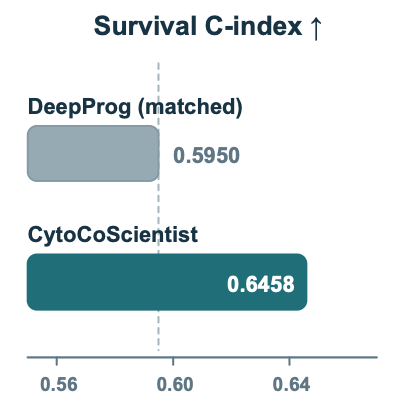 Survival C-index ↑
DeepProg (matched)
0.5950
CytoCoScientist
0.6458
0.56 0.60 0.64